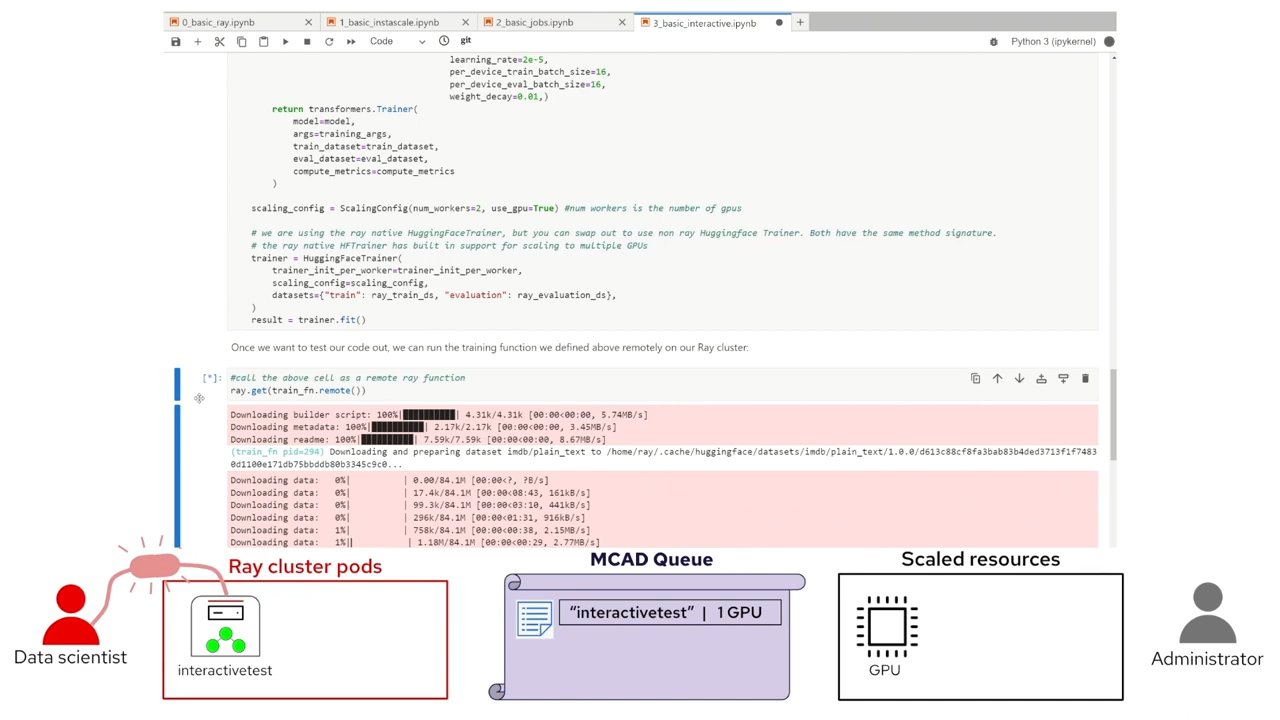 0_basic_ray.ipynb
1_basic_instascale.ipynb
2_basic_jobs.ipynb
3_basic_interactive.ipynb
Code
git
Python 3 (ipykernel)
learning_rate=2e-5,
per_device_train_batch_size=16,
per_device_eval_batch_size=16,
weight_decay=0.01,)
return transformers.Trainer(
model=model,
args=training_args,
train_dataset=train_dataset,
eval_dataset=eval_dataset,
compute_metrics=compute_metrics
)
scaling_config = ScalingConfig(num_workers=2, use_gpu=True) #num workers is the number of gpus
# we are using the ray native HuggingFaceTrainer, but you can swap out to use non ray Huggingface Trainer. Both have the same method signature.
# the ray native HFTrainer has built in support for scaling to multiple GPUs
trainer = HuggingFaceTrainer(
trainer_init_per_worker=trainer_init_per_worker,
scaling_config=scaling_config,
datasets={"train": ray_train_ds, "evaluation": ray_evaluation_ds},
)
result = trainer.fit()
Once we want to test our code out, we can run the training function we defined above remotely on our Ray cluster.
[*]:
#call the above cell as a remote ray function
ray.get(train_fn.remote())
Downloading builder script: 100%|██████████| 4.31k/4.31k [00:00<00:00, 5.74MB/s]
Downloading metadata: 100%|██████████| 2.17k/2.17k [00:00<00:00, 3.45MB/s]
Downloading readme: 100%|██████████| 7.59k/7.59k [00:00<00:00, 8.67MB/s]
(train_fn pid=294) Downloading and preparing dataset imdb/plain_text to /home/ray/.cache/huggingface/datasets/imdb/plain_text/1.0.0/d613c88cf8fa3bab83b4ded3713f1f7483
0d1100e171db75bbddb80b3345c9c0...
Downloading data: 0%| | 0.00/84.1M [00:00<?, ?B/s]
Downloading data: 0%| | 17.4k/84.1M [00:00<08:43, 161kB/s]
Downloading data: 0%| | 99.3k/84.1M [00:00<03:10, 441kB/s]
Downloading data: 0%| | 296k/84.1M [00:00<01:31, 916kB/s]
Downloading data: 1%| | 758k/84.1M [00:00<00:38, 2.15MB/s]
Downloading data: 1%|| | 1.18M/84.1M [00:00<00:29, 2.77MB/s]
Ray cluster pods
MCAD Queue
Scaled resources
"interactivetest" | 1 GPU
Data scientist
interactivetest
GPU
Administrator